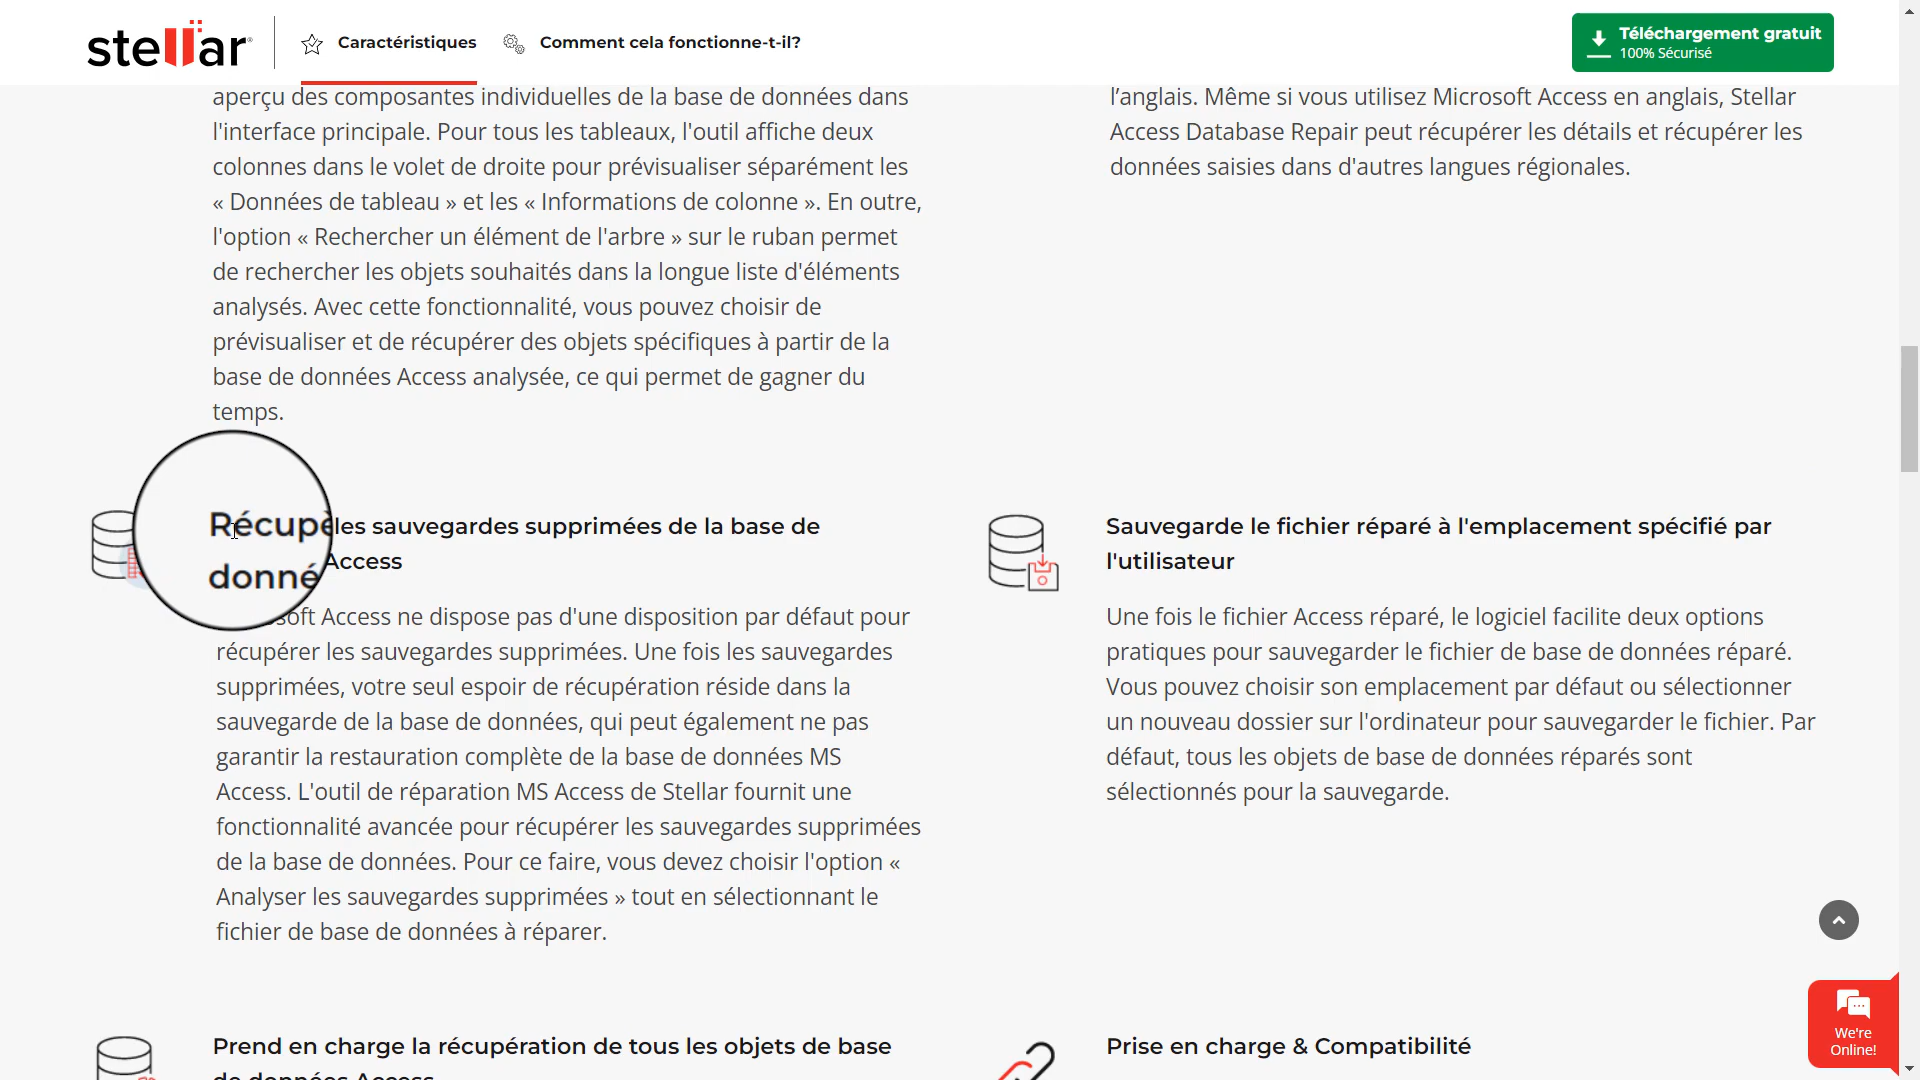 stellar
Caractéristiques
Comment cela fonctionne-t-il?
Téléchargement gratuit
100% Sécurisé
aperçu des composantes individuelles de la base de données dans
l'interface principale. Pour tous les tableaux, l'outil affiche deux
colonnes dans le volet de droite pour prévisualiser séparément les
« Données de tableau » et les « Informations de colonne ». En outre,
l'option « Rechercher un élément de l'arbre » sur le ruban permet
de rechercher les objets souhaités dans la longue liste d'éléments
analysés. Avec cette fonctionnalité, vous pouvez choisir de
prévisualiser et de récupérer des objets spécifiques à partir de la
base de données Access analysée, ce qui permet de gagner du
temps.
l’anglais. Même si vous utilisez Microsoft Access en anglais, Stellar
Access Database Repair peut récupérer les détails et récupérer les
données saisies dans d'autres langues régionales.
Récupè les sauvegardes supprimées de la base de
donné Access
soft Access ne dispose pas d'une disposition par défaut pour
récupérer les sauvegardes supprimées. Une fois les sauvegardes
supprimées, votre seul espoir de récupération réside dans la
sauvegarde de la base de données, qui peut également ne pas
garantir la restauration complète de la base de données MS
Access. L'outil de réparation MS Access de Stellar fournit une
fonctionnalité avancée pour récupérer les sauvegardes supprimées
de la base de données. Pour ce faire, vous devez choisir l'option «
Analyser les sauvegardes supprimées » tout en sélectionnant le
fichier de base de données à réparer.
Sauvegarde le fichier réparé à l'emplacement spécifié par
l'utilisateur
Une fois le fichier Access réparé, le logiciel facilite deux options
pratiques pour sauvegarder le fichier de base de données réparé.
Vous pouvez choisir son emplacement par défaut ou sélectionner
un nouveau dossier sur l'ordinateur pour sauvegarder le fichier. Par
défaut, tous les objets de base de données réparés sont
sélectionnés pour la sauvegarde.
Prend en charge la récupération de tous les objets de base
de données Access
Prise en charge & Compatibilité
We're
Online!